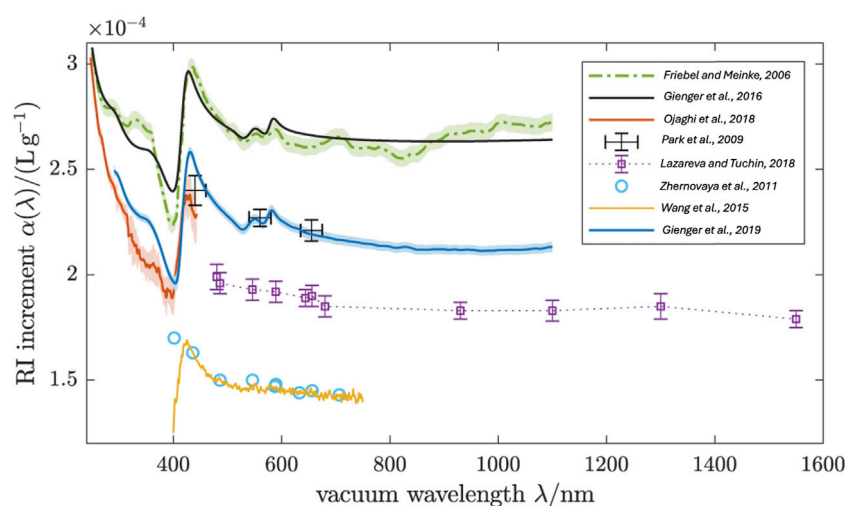 ×10⁻⁴
3
2.5
2
1.5
RI increment α(λ)/(L g⁻¹)
Friebel and Meinke, 2006
Gienger et al., 2016
Ojaghi et al., 2018
Park et al., 2009
Lazareva and Tuchin, 2018
Zhernovaya et al., 2011
Wang et al., 2015
Gienger et al., 2019
400 600 800 1000 1200 1400 1600
vacuum wavelength λ/nm